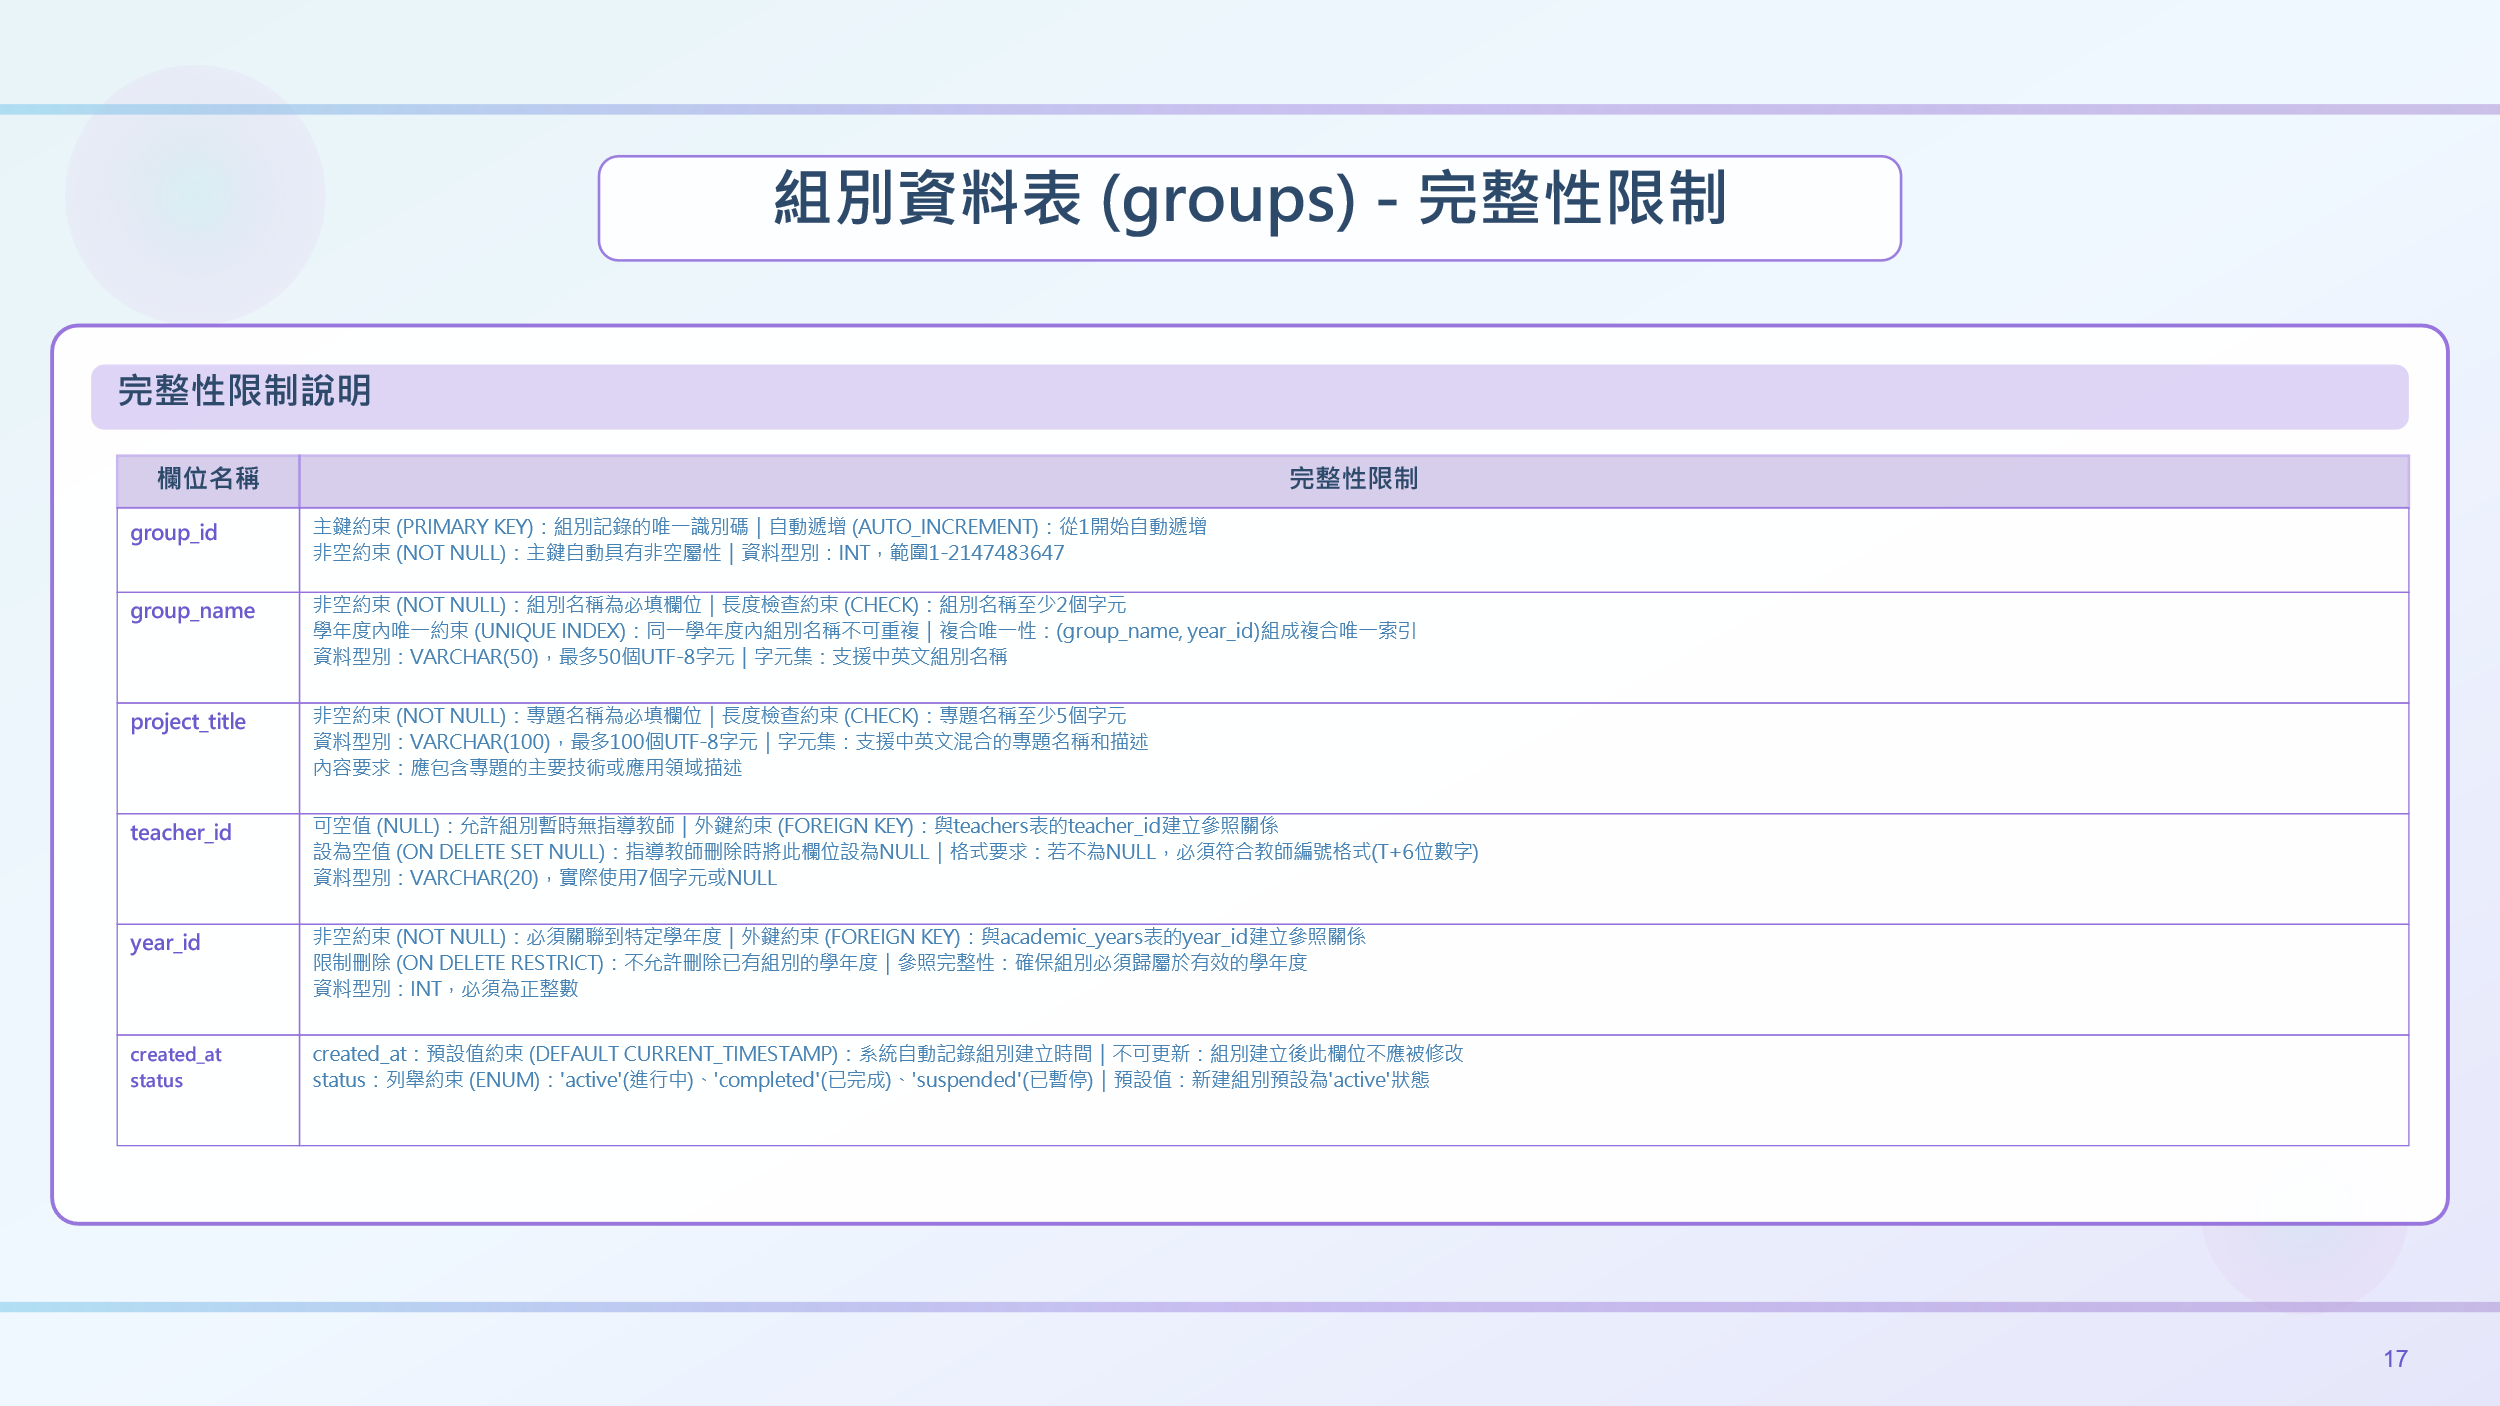 組別資料表 (groups) - 完整性限制
完整性限制說明
欄位名稱
完整性限制
group_id
主鍵約束 (PRIMARY KEY)：組別記錄的唯一識別碼 | 自動遞增 (AUTO_INCREMENT)：從1開始自動遞增
非空約束 (NOT NULL)：主鍵自動具有非空屬性 | 資料型別：INT，範圍1-2147483647
group_name
非空約束 (NOT NULL)：組別名稱為必填欄位 | 長度檢查約束 (CHECK)：組別名稱至少2個字元
學年度內唯一約束 (UNIQUE INDEX)：同一學年度內組別名稱不可重複 | 複合唯一性：(group_name, year_id)組成複合唯一索引
資料型別：VARCHAR(50)，最多50個UTF-8字元 | 字元集：支援中英文組別名稱
project_title
非空約束 (NOT NULL)：專題名稱為必填欄位 | 長度檢查約束 (CHECK)：專題名稱至少5個字元
資料型別：VARCHAR(100)，最多100個UTF-8字元 | 字元集：支援中英文混合的專題名稱和描述
內容要求：應包含專題的主要技術或應用領域描述
teacher_id
可空值 (NULL)：允許組別暫時無指導教師 | 外鍵約束 (FOREIGN KEY)：與teachers表的teacher_id建立參照關係
設為空值 (ON DELETE SET NULL)：指導教師刪除時將此欄位設為NULL | 格式要求：若不為NULL，必須符合教師編號格式(T+6位數字)
資料型別：VARCHAR(20)，實際使用7個字元或NULL
year_id
非空約束 (NOT NULL)：必須關聯到特定學年度 | 外鍵約束 (FOREIGN KEY)：與academic_years表的year_id建立參照關係
限制刪除 (ON DELETE RESTRICT)：不允許刪除已有組別的學年度 | 參照完整性：確保組別必須歸屬於有效的學年度
資料型別：INT，必須為正整數
created_at
status
created_at：預設值約束 (DEFAULT CURRENT_TIMESTAMP)：系統自動記錄組別建立時間 | 不可更新：組別建立後此欄位不應被修改
status：列舉約束 (ENUM)：'active'(進行中)、'completed'(已完成)、'suspended'(已暫停) | 預設值：新建組別預設為'active'狀態
17